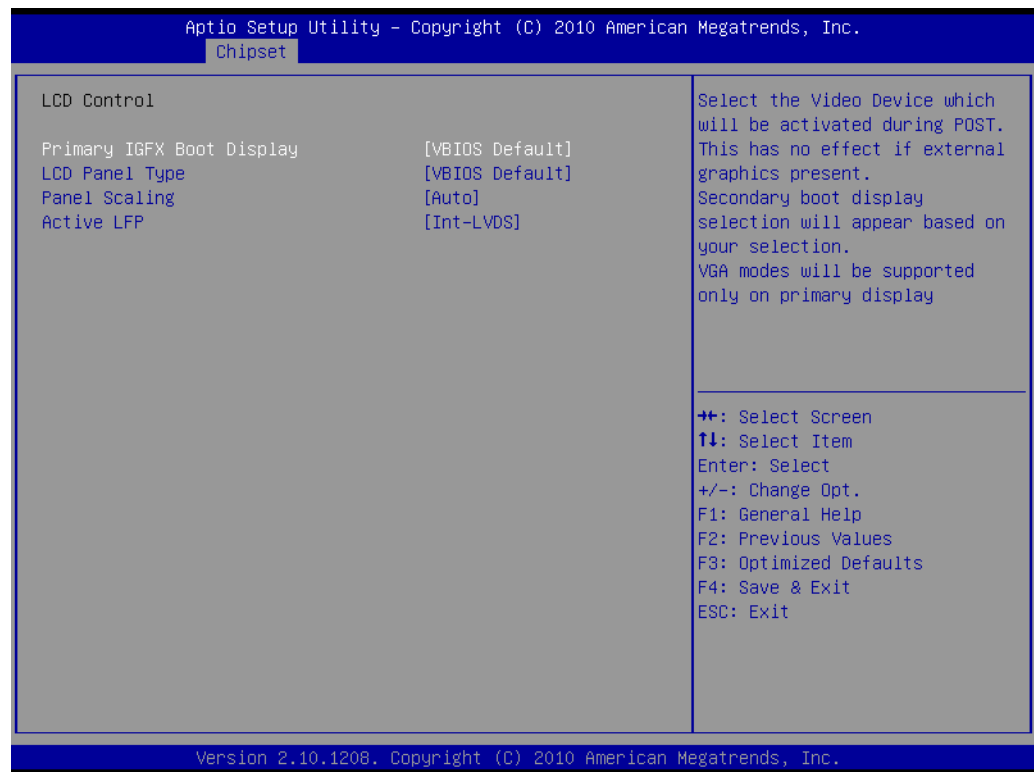 Aptio Setup Utility – Copyright (C) 2010 American Megatrends, Inc.
Chipset
LCD Control
Primary IGFX Boot Display [VBIOS Default]
LCD Panel Type [VBIOS Default]
Panel Scaling [Auto]
Active LFP [Int-LVDS]
Select the Video Device which
will be activated during POST.
This has no effect if external
graphics present.
Secondary boot display
selection will appear based on
your selection.
VGA modes will be supported
only on primary display
→←: Select Screen
↑↓: Select Item
Enter: Select
+/-: Change Opt.
F1: General Help
F2: Previous Values
F3: Optimized Defaults
F4: Save & Exit
ESC: Exit
Version 2.10.1208. Copyright (C) 2010 American Megatrends, Inc.